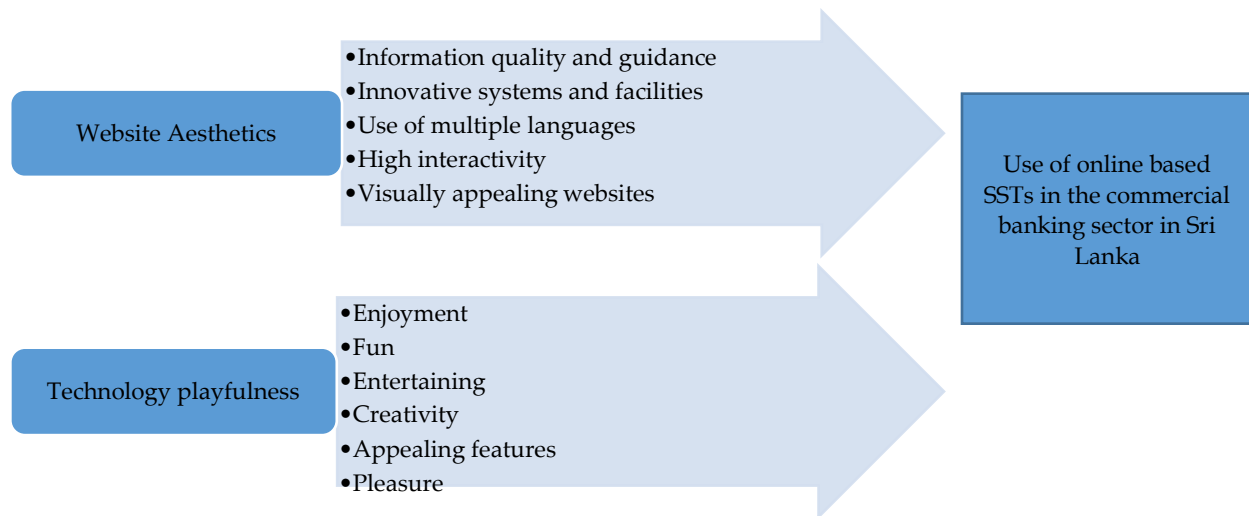 Website Aesthetics
•Information quality and guidance
•Innovative systems and facilities
•Use of multiple languages
•High interactivity
•Visually appealing websites
Technology playfulness
•Enjoyment
•Fun
•Entertaining
•Creativity
•Appealing features
•Pleasure
Use of online based
SSTs in the commercial
banking sector in Sri
Lanka